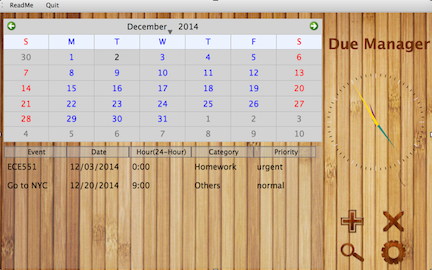 ReadMe Quit
December 2014
Due Manager
S M T W T F S
30 1 2 3 4 5 6
7 8 9 10 11 12 13
14 15 16 17 18 19 20
21 22 23 24 25 26 27
28 29 30 31 1 2 3
4 5 6 7 8 9 10
Event Date Hour(24-Hour) Category Priority
ECE551 12/03/2014 0:00 Homework urgent
Go to NYC 12/20/2014 9:00 Others normal